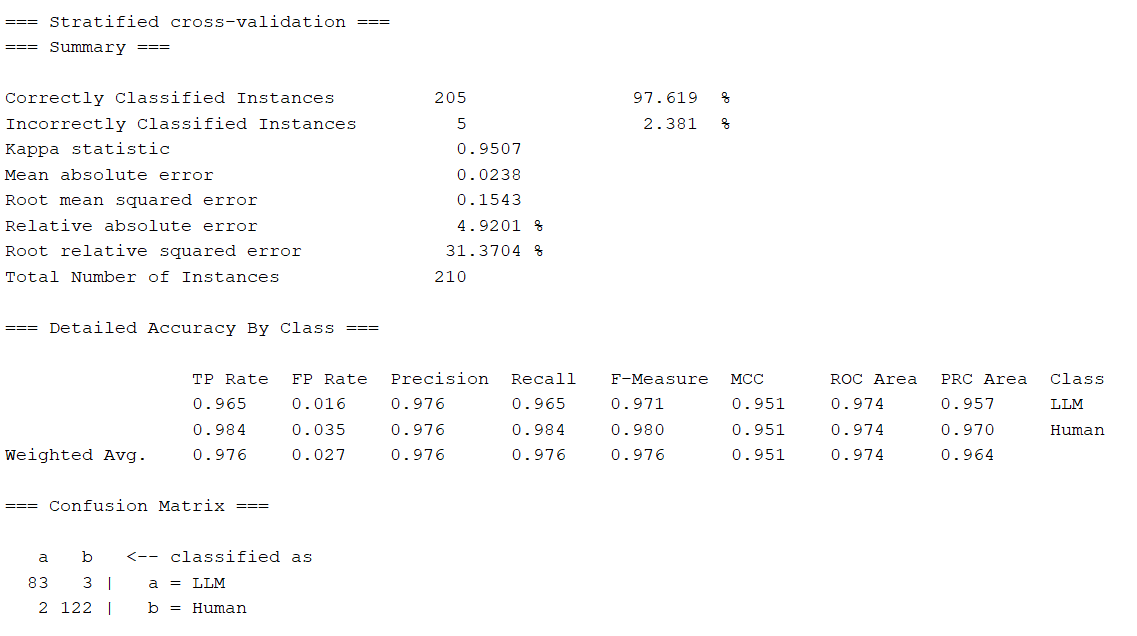 === Stratified cross-validation ===
=== Summary ===
Correctly Classified Instances 205 97.619 %
Incorrectly Classified Instances 5 2.381 %
Kappa statistic 0.9507
Mean absolute error 0.0238
Root mean squared error 0.1543
Relative absolute error 4.9201 %
Root relative squared error 31.3704 %
Total Number of Instances 210
=== Detailed Accuracy By Class ===
TP Rate FP Rate Precision Recall F-Measure MCC ROC Area PRC Area Class
0.965 0.016 0.976 0.965 0.971 0.951 0.974 0.957 LLM
0.984 0.035 0.976 0.984 0.980 0.951 0.974 0.970 Human
Weighted Avg. 0.976 0.027 0.976 0.976 0.976 0.951 0.974 0.964
=== Confusion Matrix ===
a b <-- classified as
83 3 | a = LLM
2 122 | b = Human